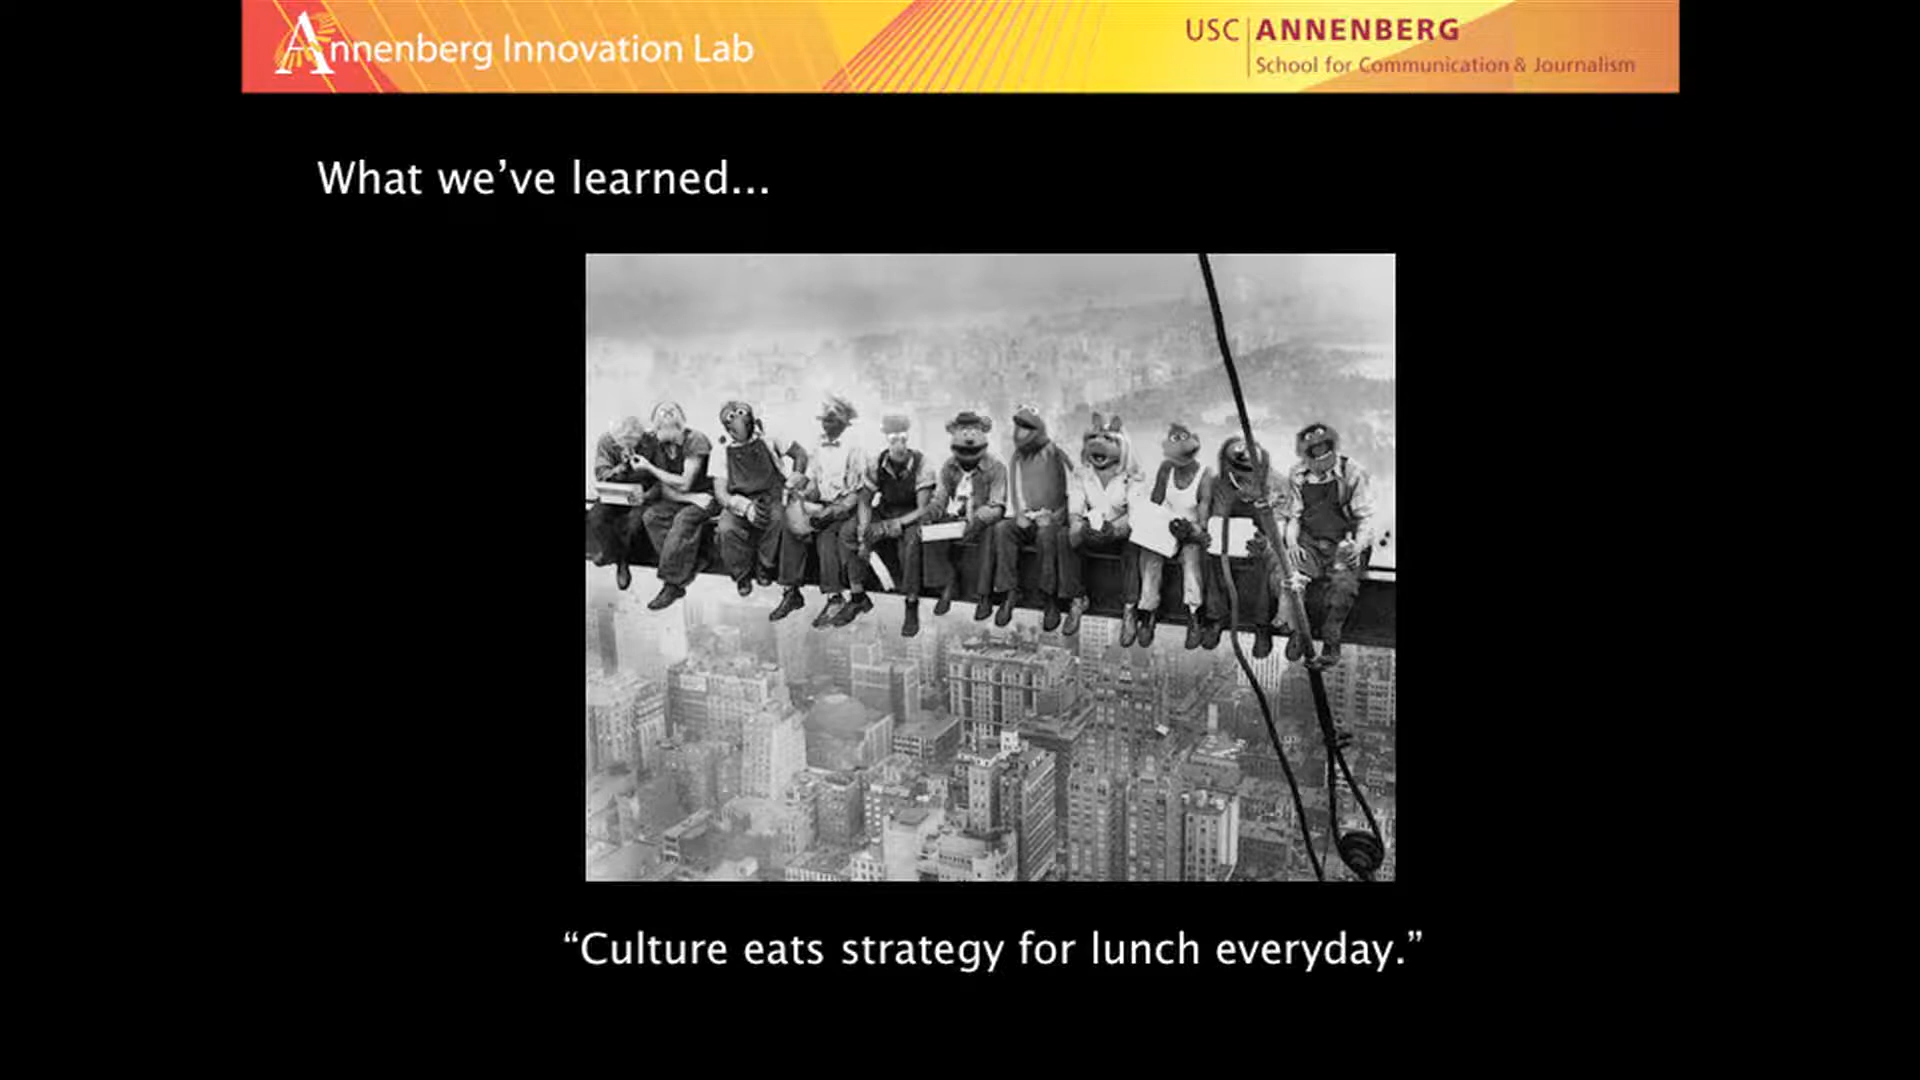 Annenberg Innovation Lab
USC ANNENBERG
School for Communication & Journalism
What we’ve learned...
“Culture eats strategy for lunch everyday.”